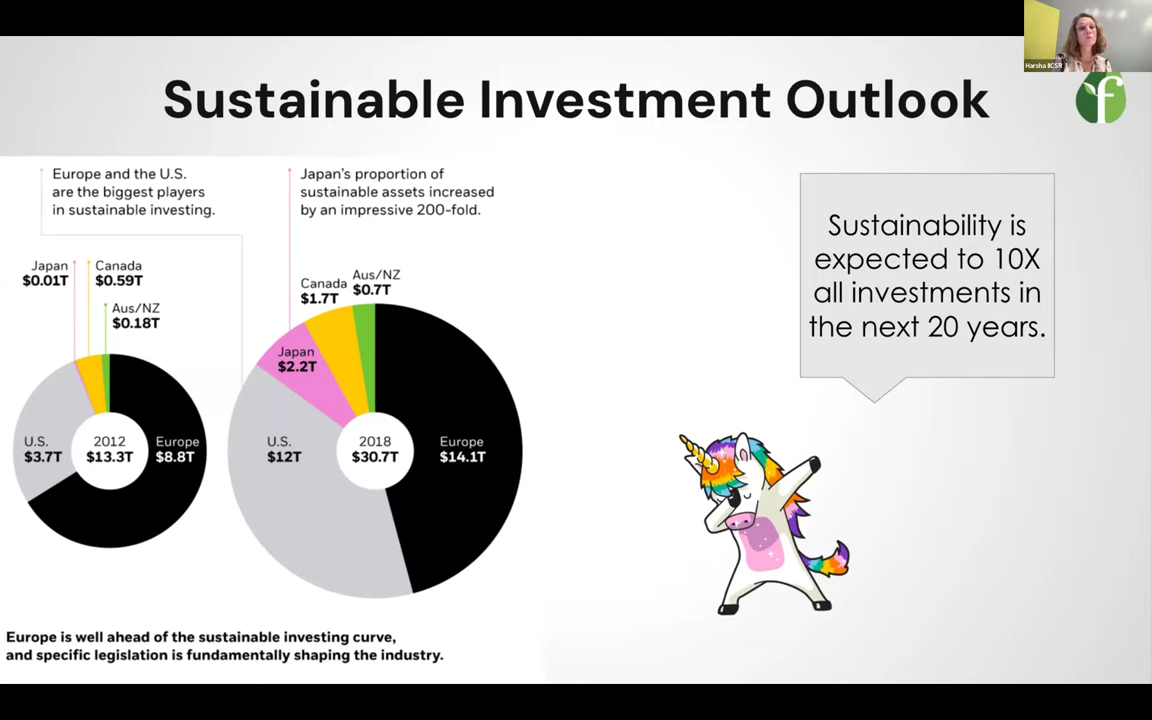 Harsha IICSR
Sustainable Investment Outlook
f
Europe and the U.S.
are the biggest players
in sustainable investing.
Japan’s proportion of
sustainable assets increased
by an impressive 200-fold.
Japan
$0.01T
Canada
$0.59T
Aus/NZ
$0.18T
U.S.
$3.7T
2012
$13.3T
Europe
$8.8T
Canada
$1.7T
Aus/NZ
$0.7T
Japan
$2.2T
U.S.
$12T
2018
$30.7T
Europe
$14.1T
Europe is well ahead of the sustainable investing curve,
and specific legislation is fundamentally shaping the industry.
Sustainability is
expected to 10X
all investments in
the next 20 years.